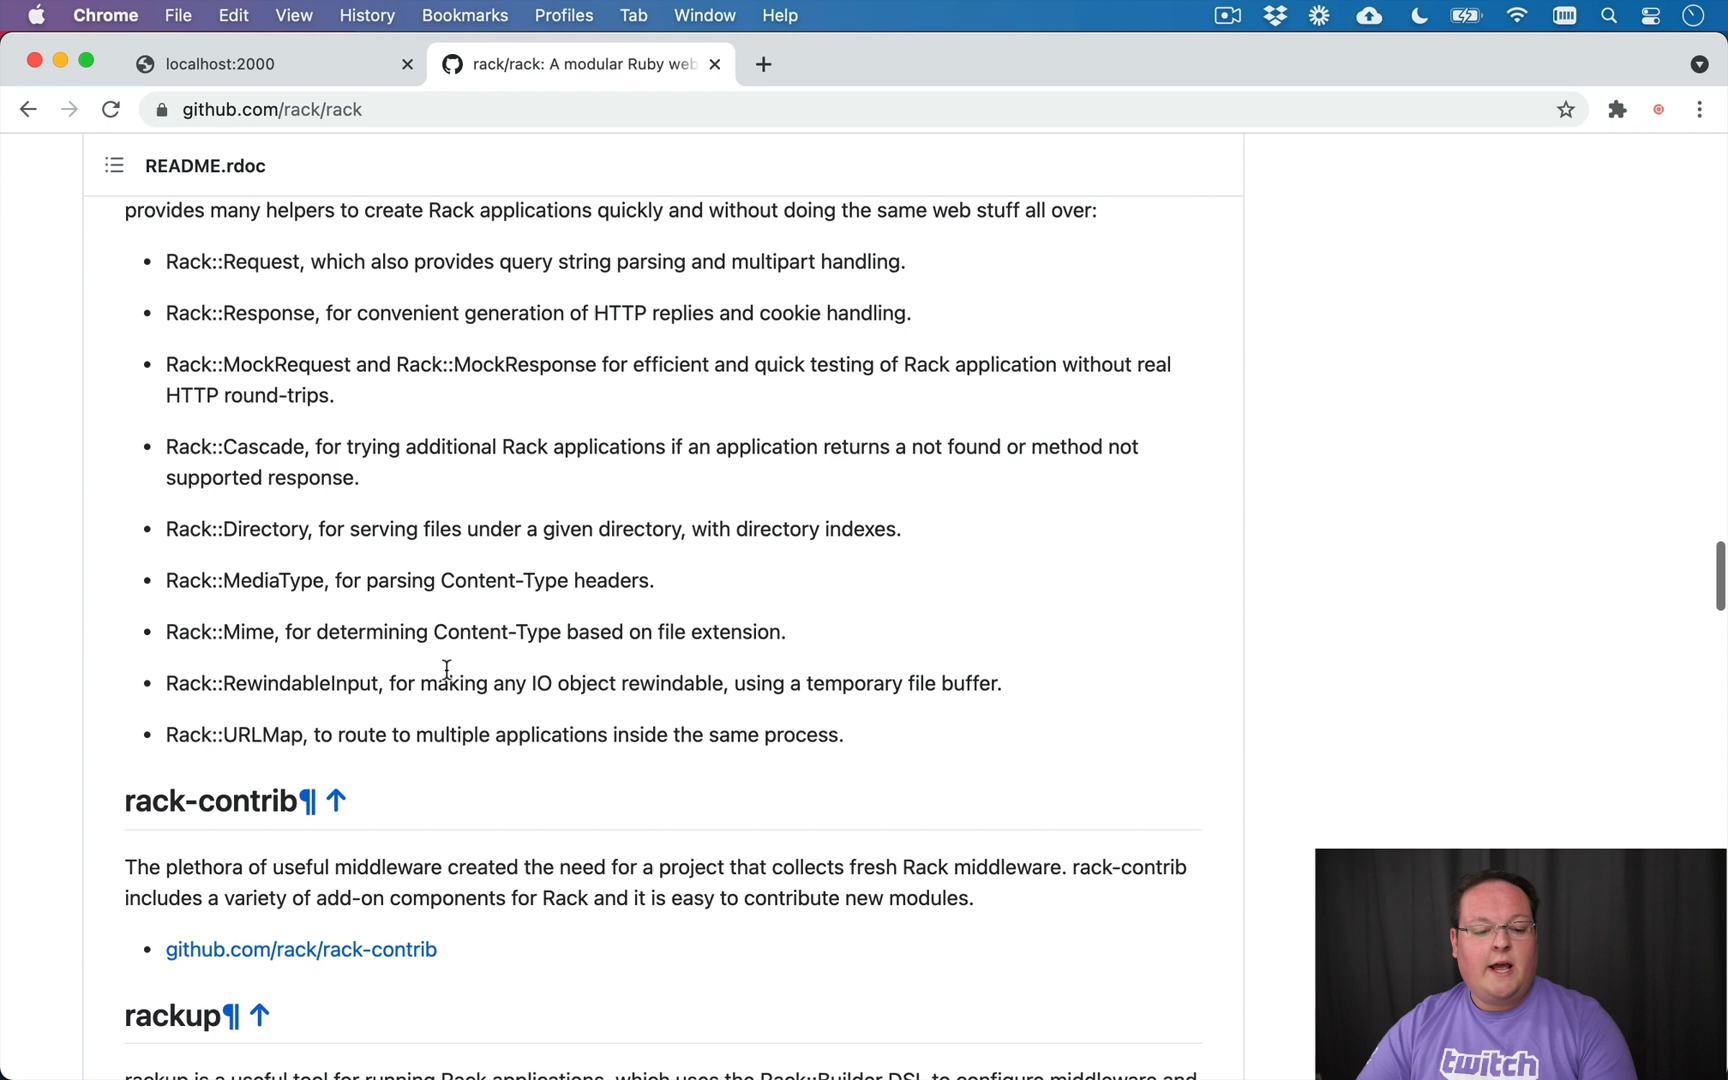 Chrome File Edit View History Bookmarks Profiles Tab Window Help
localhost:2000
rack/rack: A modular Ruby web
github.com/rack/rack
README.rdoc
provides many helpers to create Rack applications quickly and without doing the same web stuff all over:
• Rack::Request, which also provides query string parsing and multipart handling.
• Rack::Response, for convenient generation of HTTP replies and cookie handling.
• Rack::MockRequest and Rack::MockResponse for efficient and quick testing of Rack application without real
HTTP round-trips.
• Rack::Cascade, for trying additional Rack applications if an application returns a not found or method not
supported response.
• Rack::Directory, for serving files under a given directory, with directory indexes.
• Rack::MediaType, for parsing Content-Type headers.
• Rack::Mime, for determining Content-Type based on file extension.
• Rack::RewindableInput, for making any IO object rewindable, using a temporary file buffer.
• Rack::URLMap, to route to multiple applications inside the same process.
rack-contrib¶ ↑
The plethora of useful middleware created the need for a project that collects fresh Rack middleware. rack-contrib
includes a variety of add-on components for Rack and it is easy to contribute new modules.
• github.com/rack/rack-contrib
rackup¶ ↑
rackup is a useful tool for running Rack applications, which uses the Rack::Builder DSL to configure middleware and
twitch